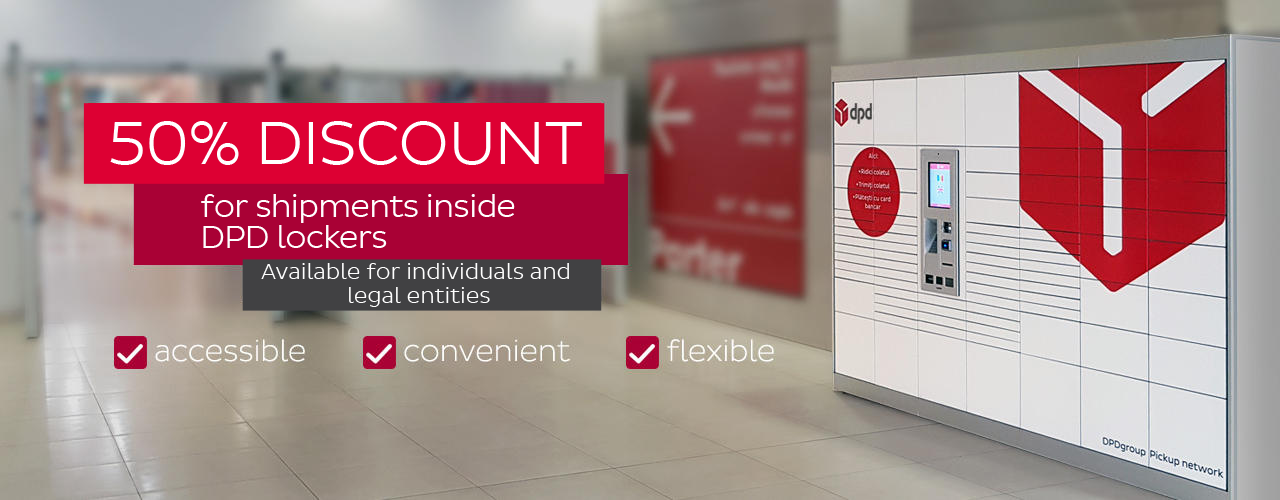 50% DISCOUNT
for shipments inside
DPD lockers
Available for individuals and
legal entities
accessible
convenient
flexible
dpd
Aici:
•Ridici coletul
•Trimiți coletul
•Plătești cu card
bancar
Porter
DPDgroup Pickup network